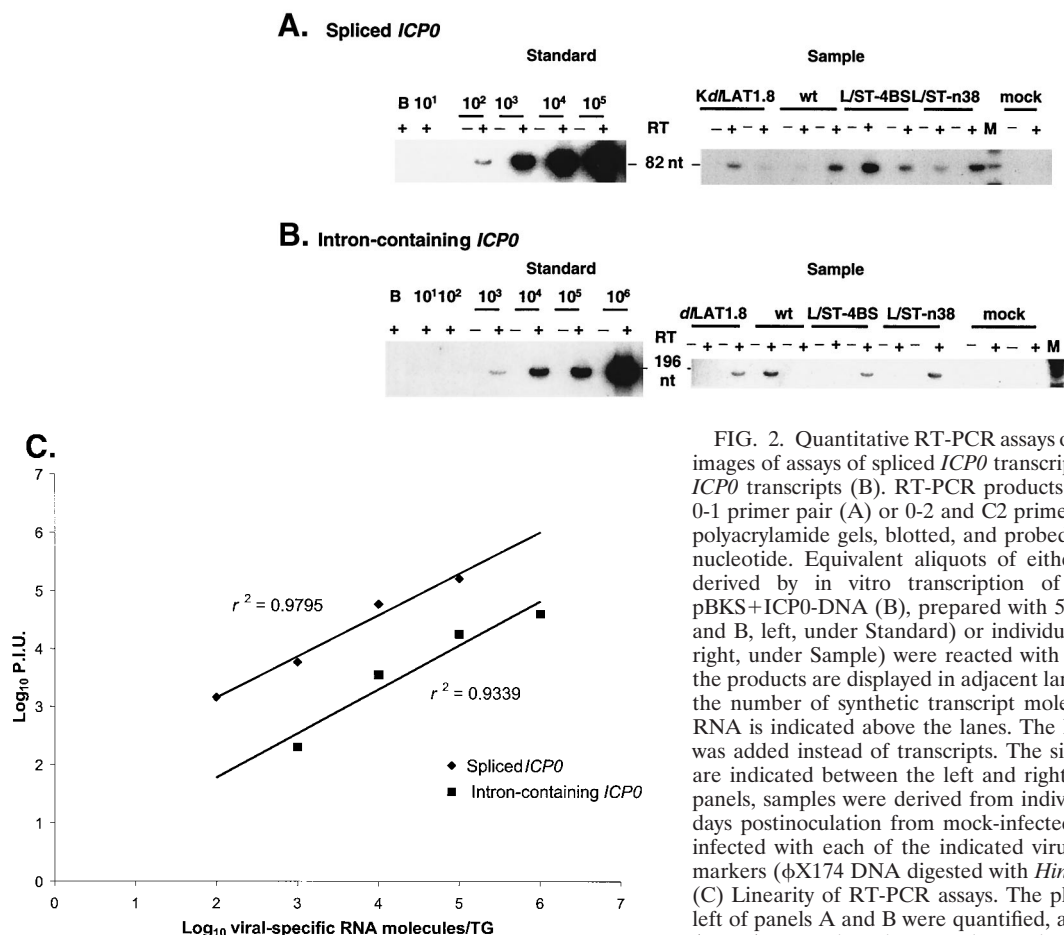 A. Spliced ICP0
Standard Sample
B 10¹ 10² 10³ 10⁴ 10⁵ KdlLAT1.8 wt L/ST-4BS L/ST-n38 mock
+ + − + − + − + − + RT − + − + − + − + − + − + − + − + M − +
− 82 nt −
B. Intron-containing ICP0
Standard Sample
B 10¹ 10² 10³ 10⁴ 10⁵ 10⁶ dlLAT1.8 wt L/ST-4BS L/ST-n38 mock
+ + + − + − + − + − + RT − + − + − + − + − + − + − + − + − + − + M
196
nt
C.
7
6
5
4
3
2
1
0
Log₁₀ P.I.U.
r² = 0.9795
r² = 0.9339
Spliced ICP0
Intron-containing ICP0
0 1 2 3 4 5 6 7
Log₁₀ viral-specific RNA molecules/TG
FIG. 2. Quantitative RT-PCR assays o
images of assays of spliced ICP0 transcrip
ICP0 transcripts (B). RT-PCR products
0-1 primer pair (A) or 0-2 and C2 prime
polyacrylamide gels, blotted, and probed
nucleotide. Equivalent aliquots of eithe
derived by in vitro transcription of
pBKS+ICP0-DNA (B), prepared with 5
and B, left, under Standard) or individu
right, under Sample) were reacted with
the products are displayed in adjacent lan
the number of synthetic transcript mole
RNA is indicated above the lanes. The
was added instead of transcripts. The si
are indicated between the left and right
panels, samples were derived from indiv
days postinoculation from mock-infected
infected with each of the indicated viru
markers (ϕX174 DNA digested with Hin
(C) Linearity of RT-PCR assays. The pl
left of panels A and B were quantified, a